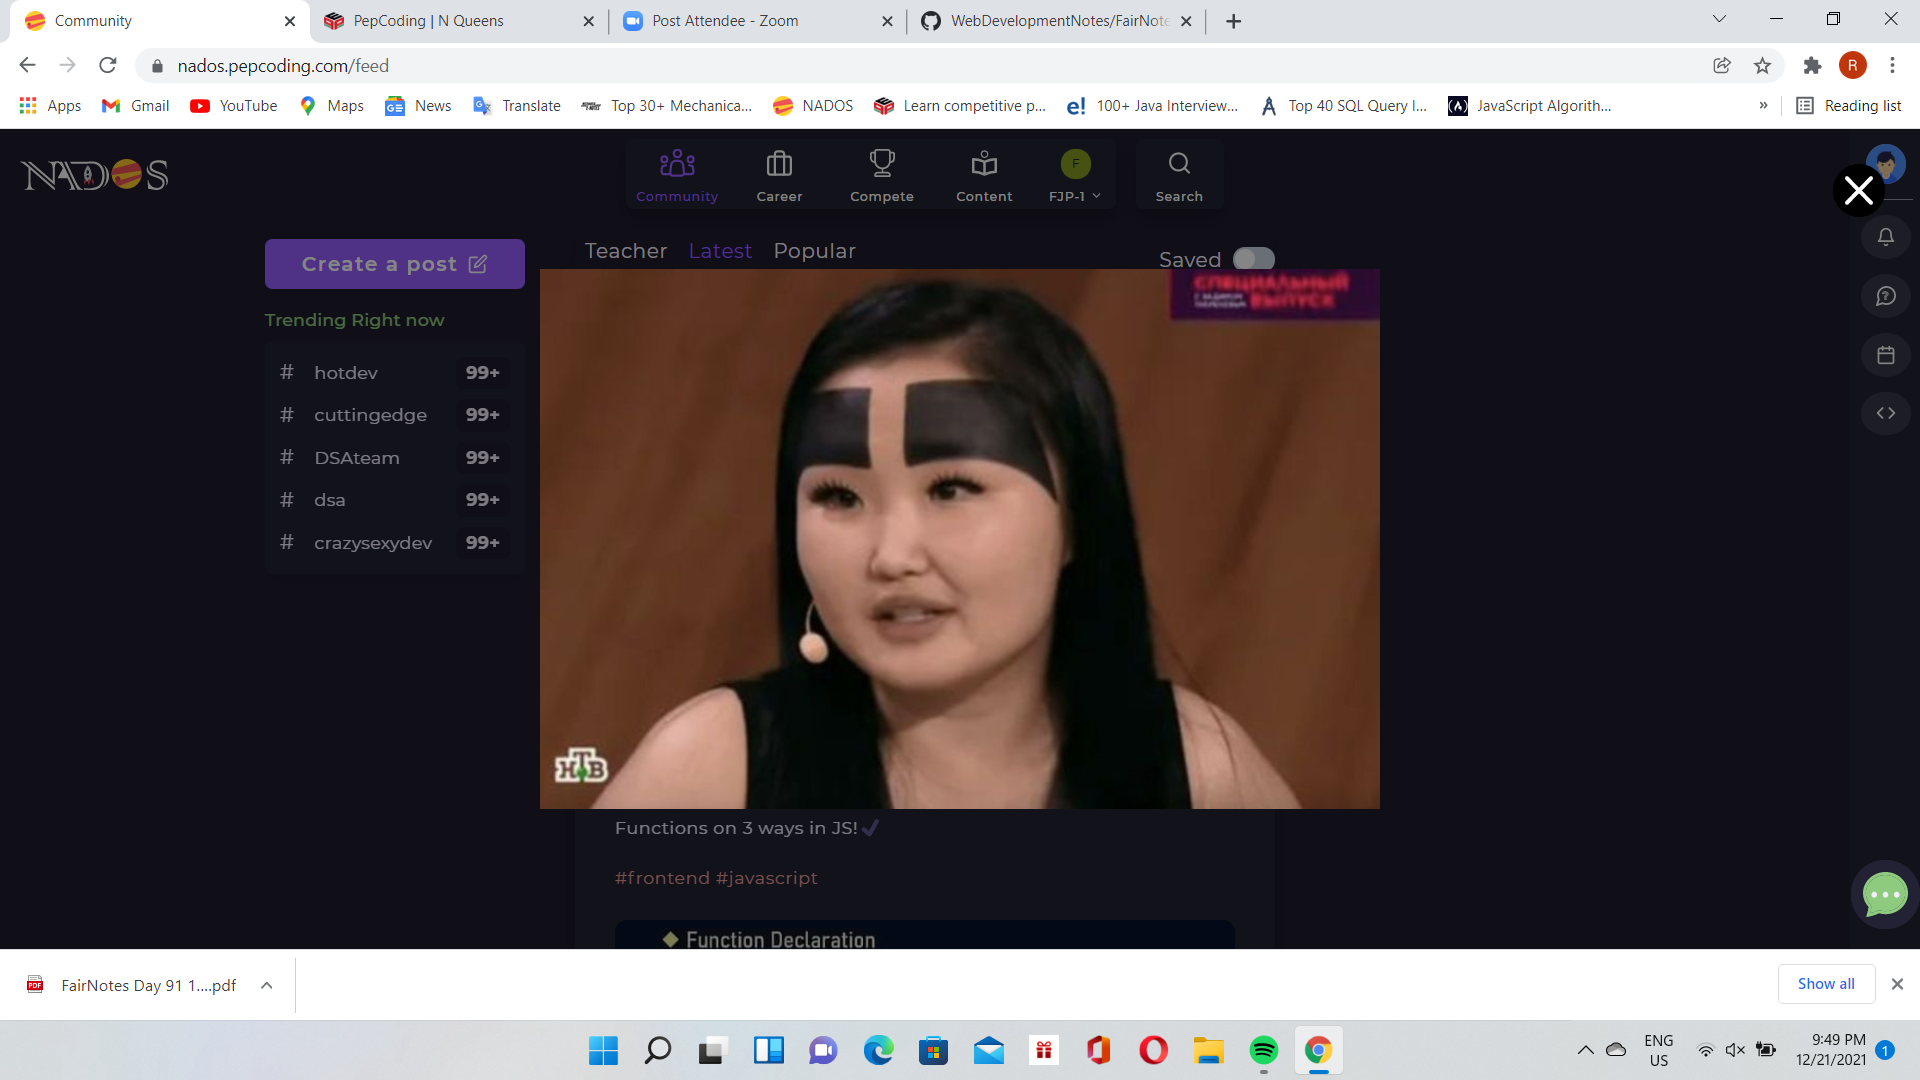 Community
PepCoding | N Queens
Post Attendee - Zoom
WebDevelopmentNotes/FairNote
nados.pepcoding.com/feed
R
Apps
Gmail
YouTube
Maps
News
Translate
Top 30+ Mechanica...
NADOS
Learn competitive p...
e!
100+ Java Interview...
Top 40 SQL Query I...
JavaScript Algorith...
»
Reading list
NADOS
Community
Career
Compete
Content
F
FJP-1
Search
Create a post
Teacher
Latest
Popular
Saved
Trending Right now
# hotdev 99+
# cuttingedge 99+
# DSAteam 99+
# dsa 99+
# crazysexydev 99+
СПЕЦИАЛЬНЫЙ
ВЫПУСК
НТВ
Functions on 3 ways in JS!
#frontend #javascript
Function Declaration
PDF
FairNotes Day 91 1....pdf
Show all
ENG
US
9:49 PM
12/21/2021
1